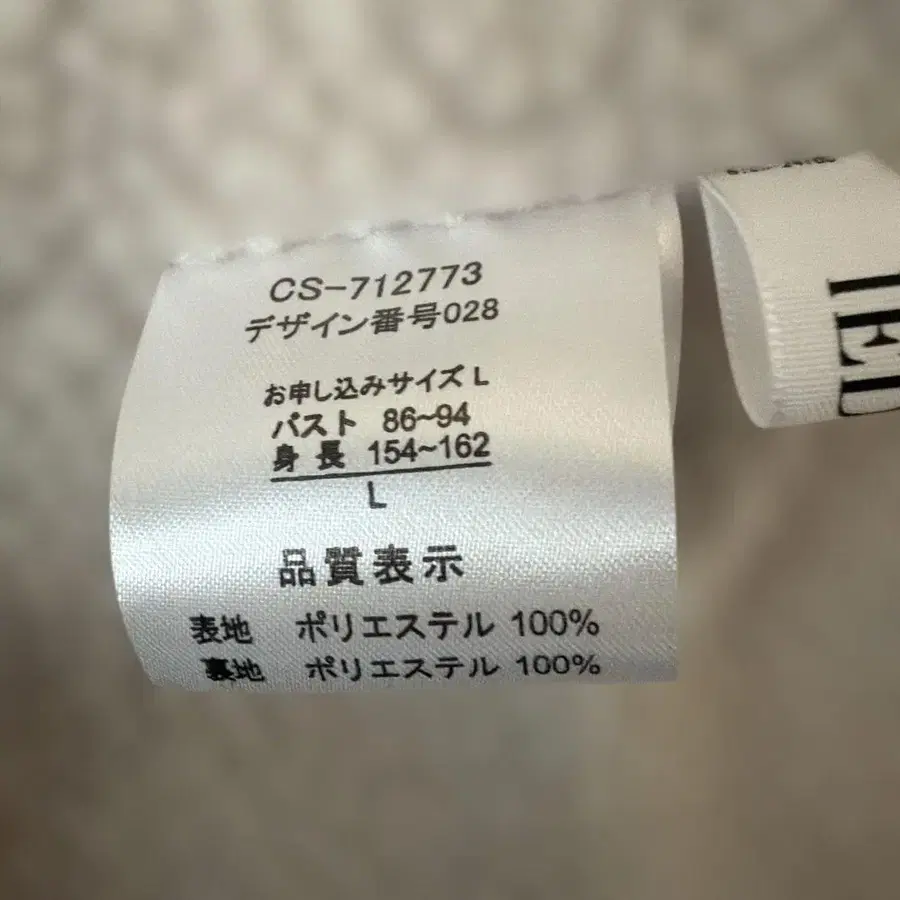 CS-712773
デザイン番号028
お申し込みサイズ L
バスト 86~94
身長 154~162
L
品質表示
表地 ポリエステル 100%
裏地 ポリエステル 100%